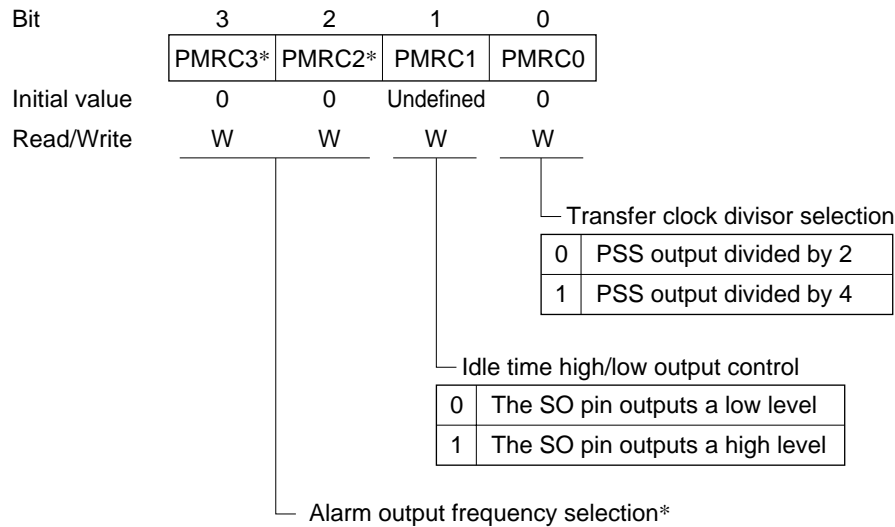 Bit 3 2 1 0
PMRC3* PMRC2* PMRC1 PMRC0
Initial value 0 0 Undefined 0
Read/Write W W W W
Transfer clock divisor selection
0 PSS output divided by 2
1 PSS output divided by 4
Idle time high/low output control
0 The SO pin outputs a low level
1 The SO pin outputs a high level
Alarm output frequency selection*